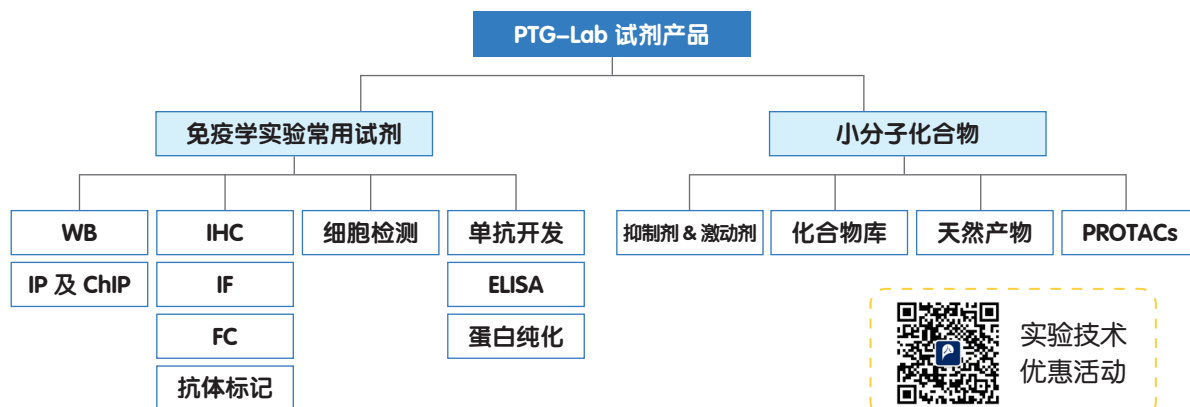 PTG–Lab 试剂产品
免疫学实验常用试剂
小分子化合物
WB
IHC
细胞检测
单抗开发
抑制剂 & 激动剂
化合物库
天然产物
PROTACs
IP 及 ChIP
IF
ELISA
FC
蛋白纯化
抗体标记
实验技术
优惠活动